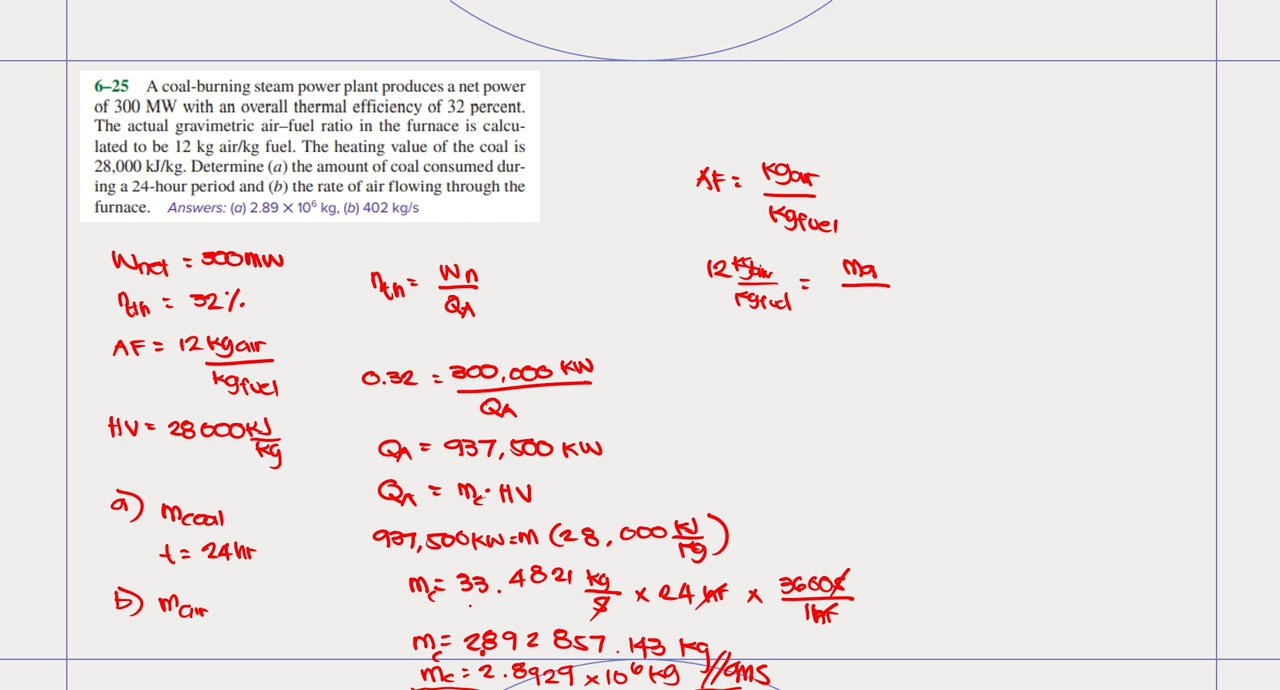 6–25 A coal-burning steam power plant produces a net power
of 300 MW with an overall thermal efficiency of 32 percent.
The actual gravimetric air–fuel ratio in the furnace is calcu-
lated to be 12 kg air/kg fuel. The heating value of the coal is
28,000 kJ/kg. Determine (a) the amount of coal consumed dur-
ing a 24-hour period and (b) the rate of air flowing through the
furnace. Answers: (a) 2.89 × 10⁶ kg, (b) 402 kg/s
Wnet = 300MW
ηth = 32%
AF = 12 kgair / kgfuel
HV = 28000 kJ/kg
a) mcoal
t = 24hr
b) mair
ηth = Wn / QA
0.32 = 300,000 KW / QA
QA = 937,500 KW
QA = mc · HV
937,500KW = m (28,000 kJ/kg)
mc = 33.4821 kg/s × 24 hr × 3600s / 1hr
mc = 2892 857.143 kg
mc = 2.8929 × 10⁶ kg // ans
AF = kgair / kgfuel
12 kgair / kgfuel = ma